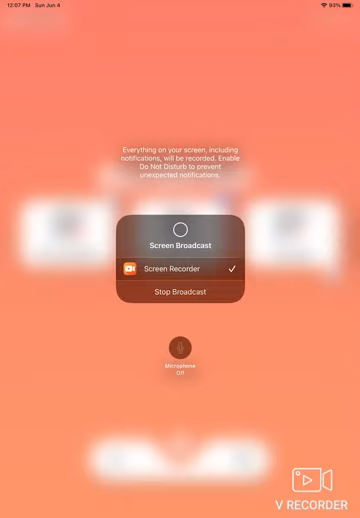 12:07 PM Sun Jun 4
93%
Everything on your screen, including
notifications, will be recorded. Enable
Do Not Disturb to prevent
unexpected notifications.
Screen Broadcast
Screen Recorder
Stop Broadcast
Microphone
Off
V RECORDER